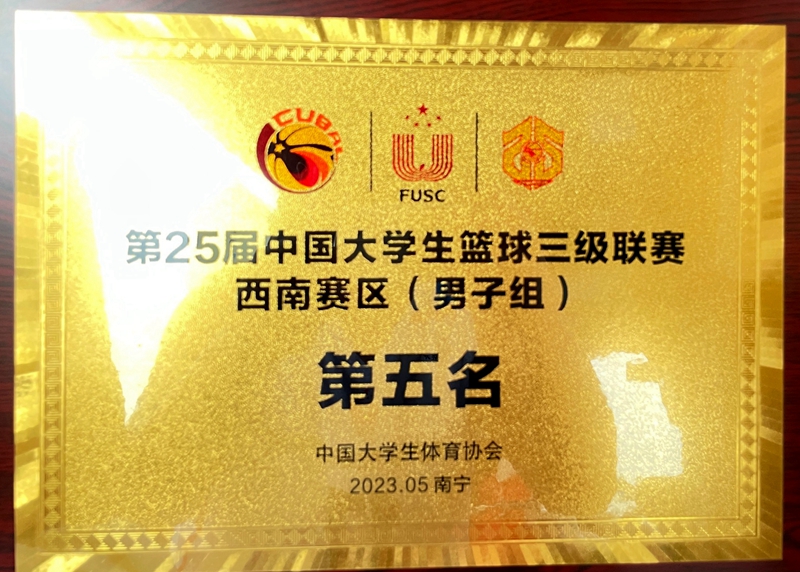 CUBAL
FUSC
第25届中国大学生篮球三级联赛
西南赛区（男子组）
第五名
中国大学生体育协会
2023.05 南宁